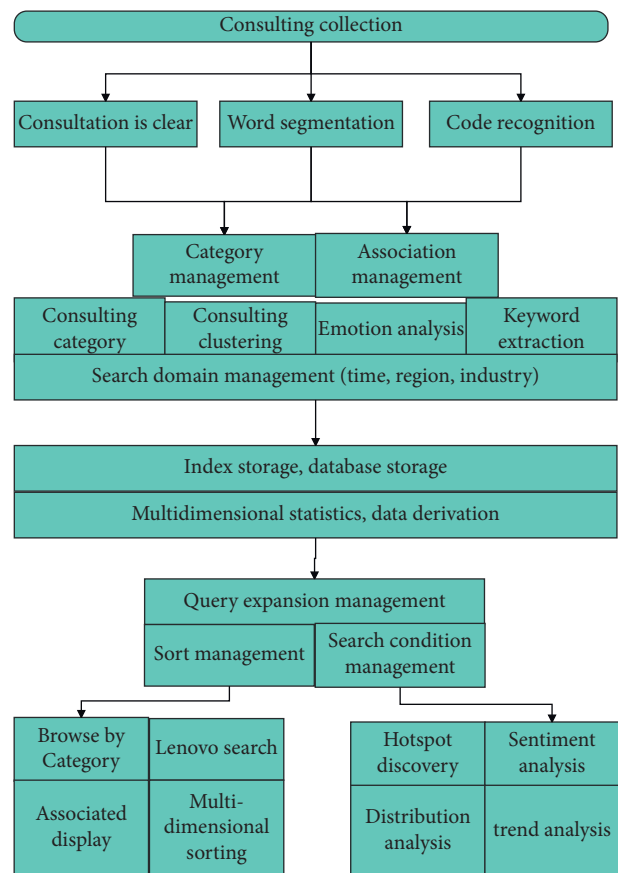 Consulting collection
Consultation is clear
Word segmentation
Code recognition
Category
management
Association
management
Consulting
category
Consulting
clustering
Emotion analysis
Keyword
extraction
Search domain management (time, region, industry)
Index storage, database storage
Multidimensional statistics, data derivation
Query expansion management
Sort management
Search condition
management
Browse by
Category
Lenovo search
Associated
display
Multi-
dimensional
sorting
Hotspot
discovery
Sentiment
analysis
Distribution
analysis
trend analysis